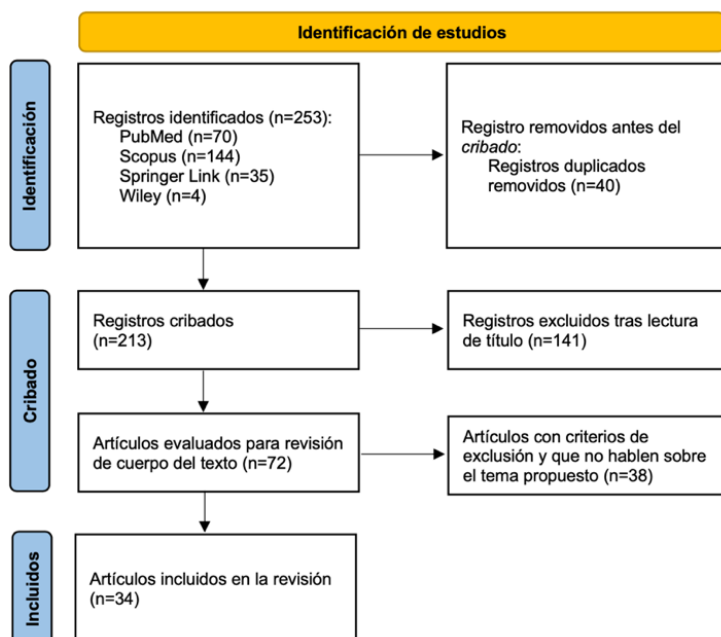 Identificación de estudios
Identificación
Registros identificados (n=253):
PubMed (n=70)
Scopus (n=144)
Springer Link (n=35)
Wiley (n=4)
Registro removidos antes del
cribado:
Registros duplicados
removidos (n=40)
Cribado
Registros cribados
(n=213)
Registros excluidos tras lectura
de título (n=141)
Artículos evaluados para revisión
de cuerpo del texto (n=72)
Artículos con criterios de
exclusión y que no hablen sobre
el tema propuesto (n=38)
Incluidos
Artículos incluidos en la revisión
(n=34)